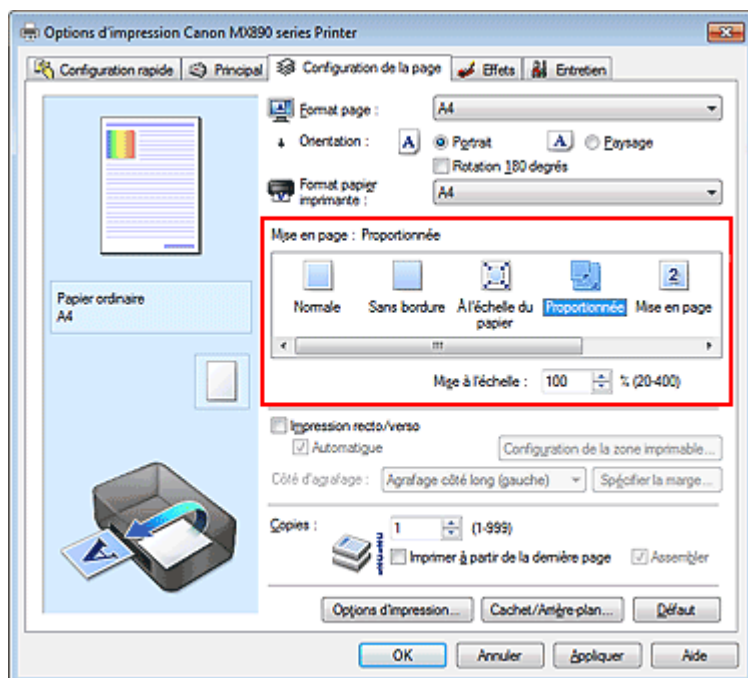 Options d'impression Canon MX890 series Printer
Configuration rapide Principal Configuration de la page Effets Entretien
Format page : A4
Orientation : A Portrait A Paysage
Rotation 180 degrés
Format papier imprimante : A4
Mise en page : Proportionnée
Papier ordinaire
A4
2
Normale Sans bordure À l'échelle du papier Proportionnée Mise en page
Mise à l'échelle : 100 % (20-400)
Impression recto/verso
Automatique Configuration de la zone imprimable...
Côté d'agrafage : Agrafage côté long (gauche) Spécifier la marge...
Copies : 1 (1-999)
Imprimer à partir de la dernière page Assembler
A
Options d'impression... Cachet/Arrière-plan... Défaut
OK Annuler Appliquer Aide